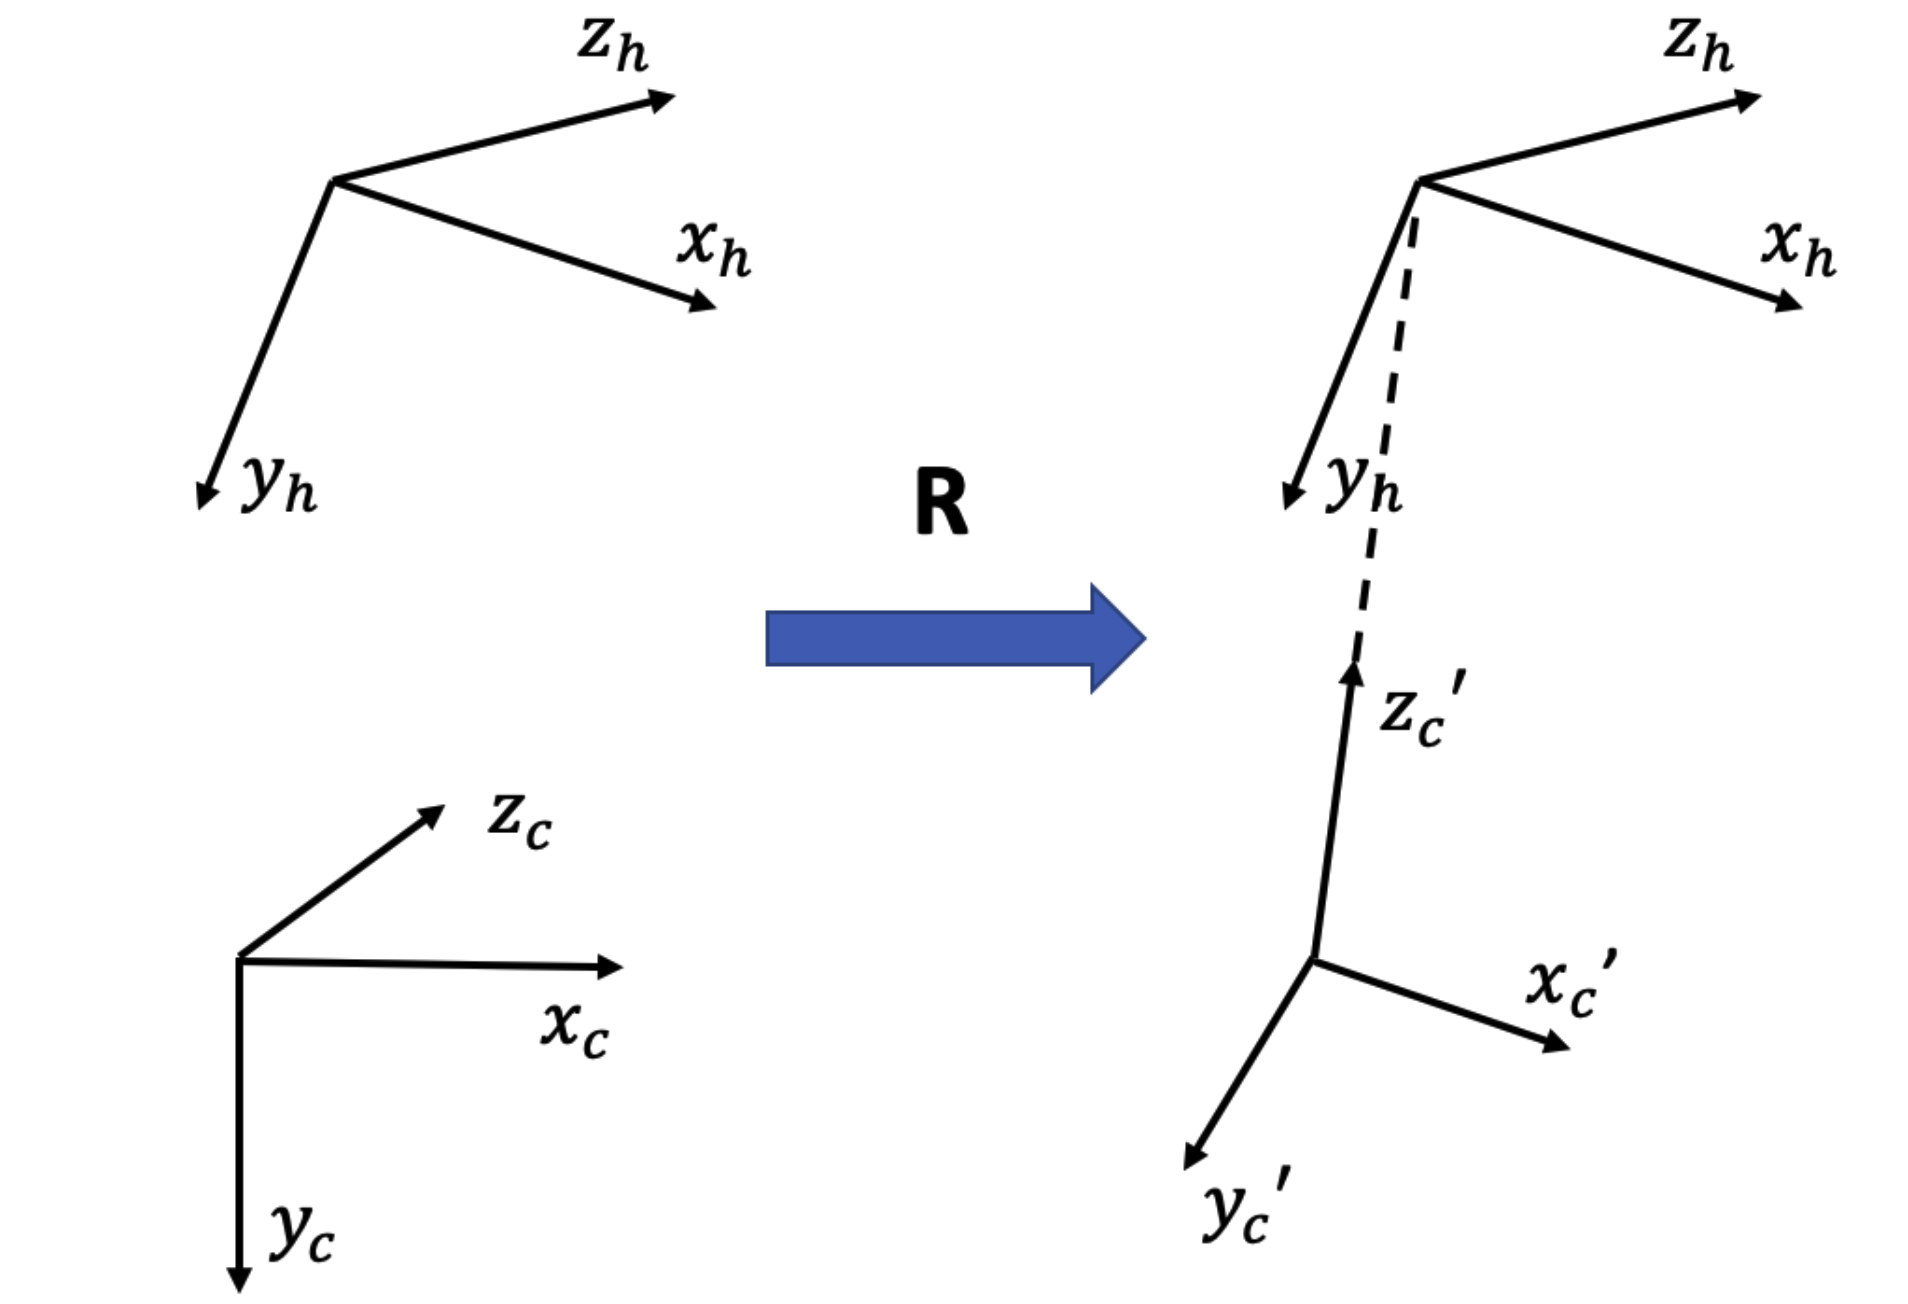 z_h
x_h
y_h
z_c
x_c
y_c
R
z_h
x_h
y_h
z_c′
x_c′
y_c′